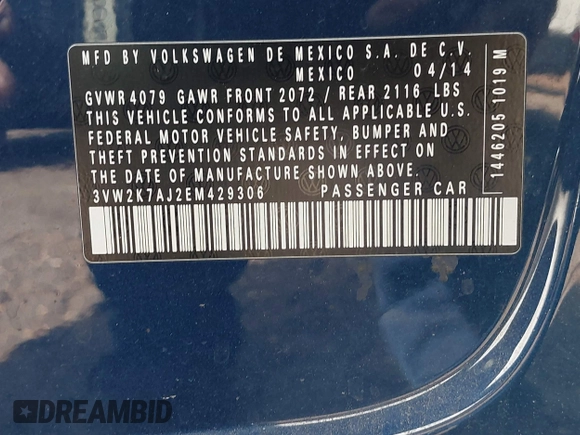 MFD BY VOLKSWAGEN DE MEXICO S.A. DE C.V.
MEXICO 04/14
GVWR 4079 GAWR FRONT 2072 / REAR 2116 LBS
THIS VEHICLE CONFORMS TO ALL APPLICABLE U.S.
FEDERAL MOTOR VEHICLE SAFETY, BUMPER AND
THEFT PREVENTION STANDARDS IN EFFECT ON
THE DATE OF MANUFACTURE SHOWN ABOVE.
3VW2K7AJ2EM429306 PASSENGER CAR
1446205 1019 M
DREAMBID